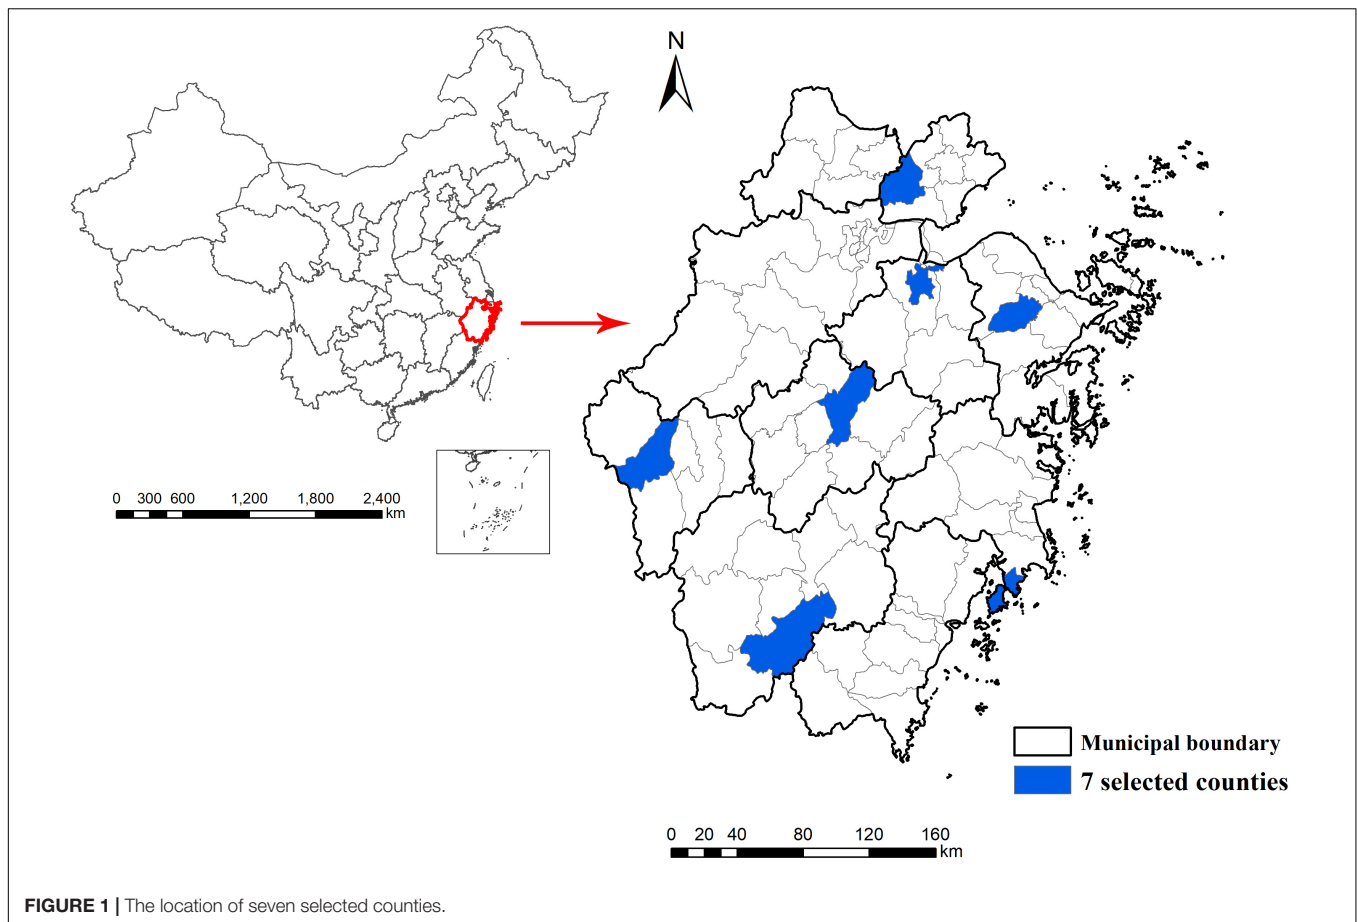 N
0 300 600 1,200 1,800 2,400
km
Municipal boundary
7 selected counties
0 20 40 80 120 160
km
FIGURE 1 | The location of seven selected counties.